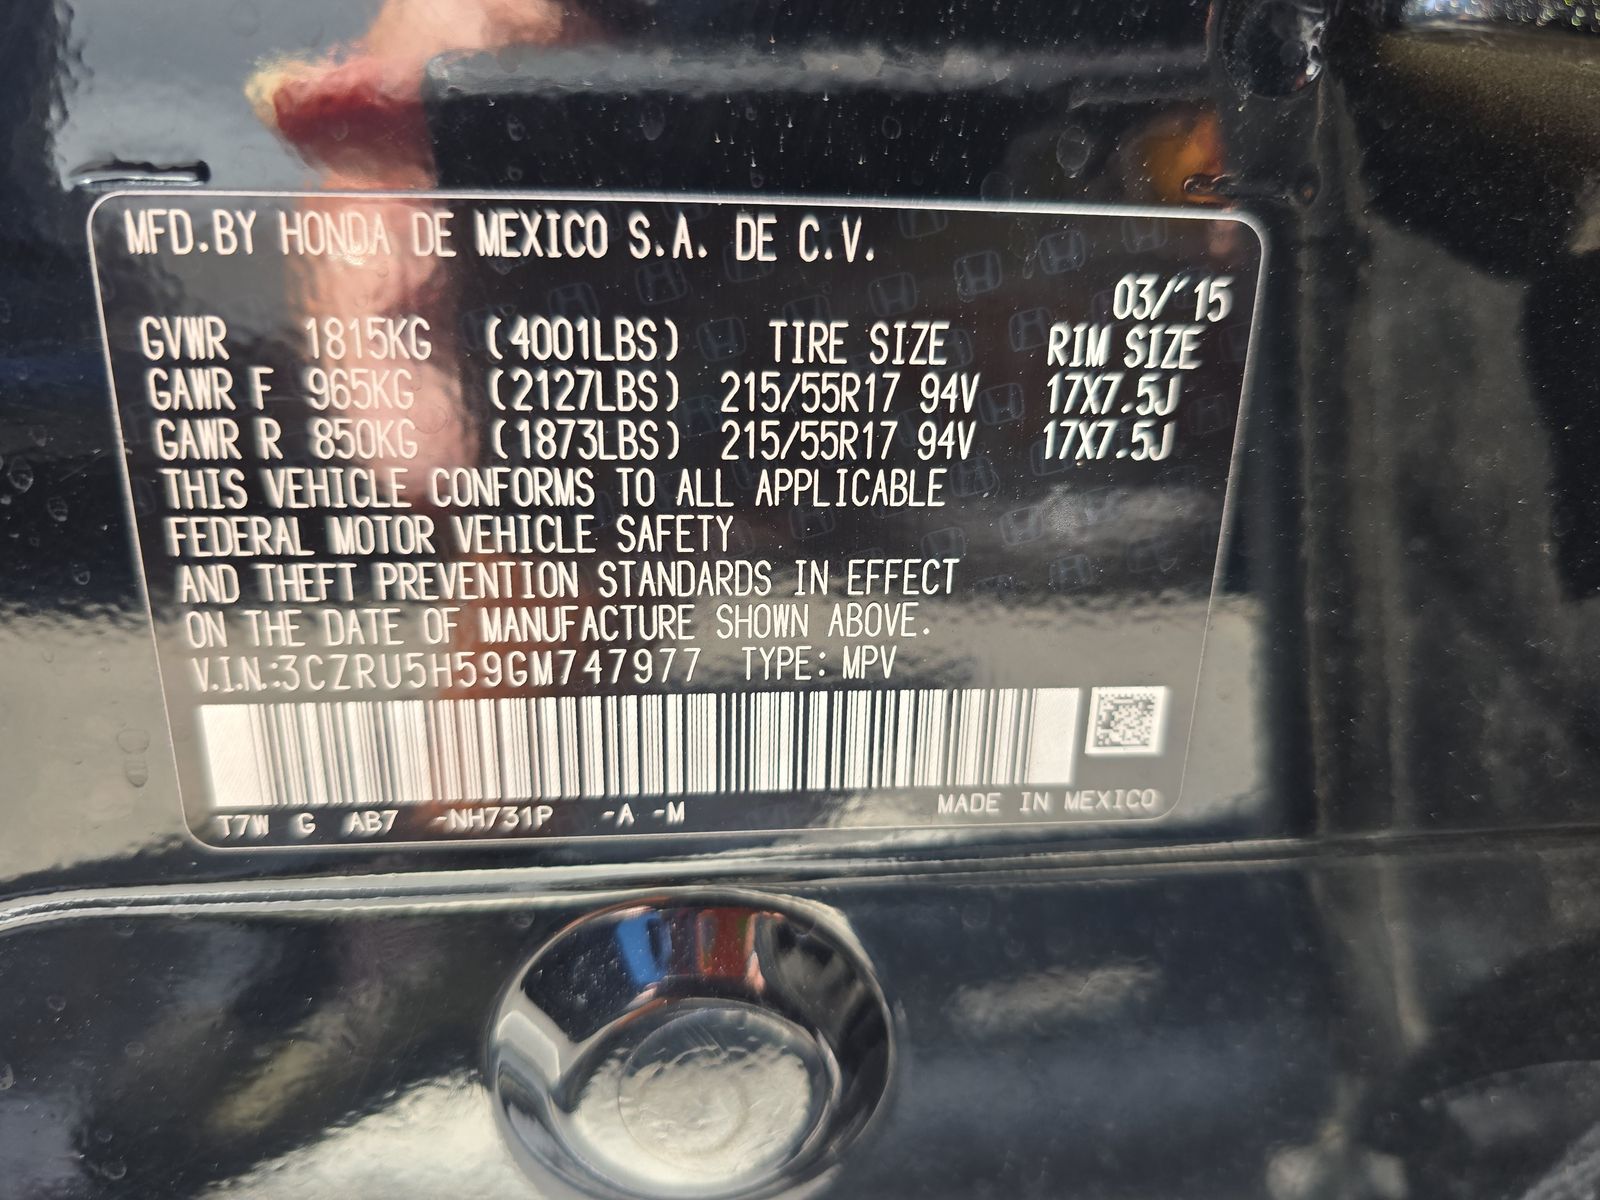 MFD.BY HONDA DE MEXICO S.A. DE C.V.
03/'15
GVWR 1815KG (4001LBS) TIRE SIZE RIM SIZE
GAWR F 965KG (2127LBS) 215/55R17 94V 17X7.5J
GAWR R 850KG (1873LBS) 215/55R17 94V 17X7.5J
THIS VEHICLE CONFORMS TO ALL APPLICABLE
FEDERAL MOTOR VEHICLE SAFETY
AND THEFT PREVENTION STANDARDS IN EFFECT
ON THE DATE OF MANUFACTURE SHOWN ABOVE.
V.I.N.:3CZRU5H59GM747977 TYPE: MPV
T7W G AB7 -NH731P -A -M MADE IN MEXICO